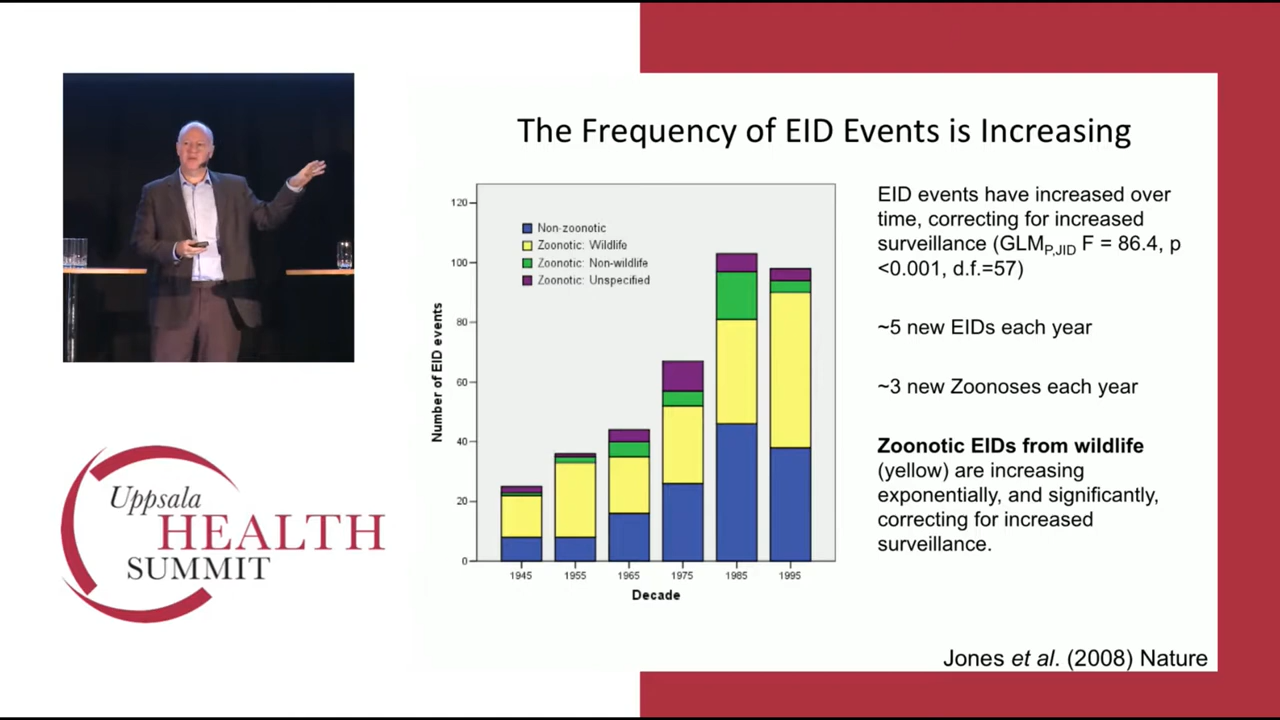 The Frequency of EID Events is Increasing
Uppsala
HEALTH
SUMMIT
Number of EID events
120
100
80
60
40
20
0
Non-zoonotic
Zoonotic: Wildlife
Zoonotic: Non-wildlife
Zoonotic: Unspecified
1945 1955 1965 1975 1985 1995
Decade
EID events have increased over
time, correcting for increased
surveillance (GLMP,JID F = 86.4, p
<0.001, d.f.=57)
~5 new EIDs each year
~3 new Zoonoses each year
Zoonotic EIDs from wildlife
(yellow) are increasing
exponentially, and significantly,
correcting for increased
surveillance.
Jones et al. (2008) Nature